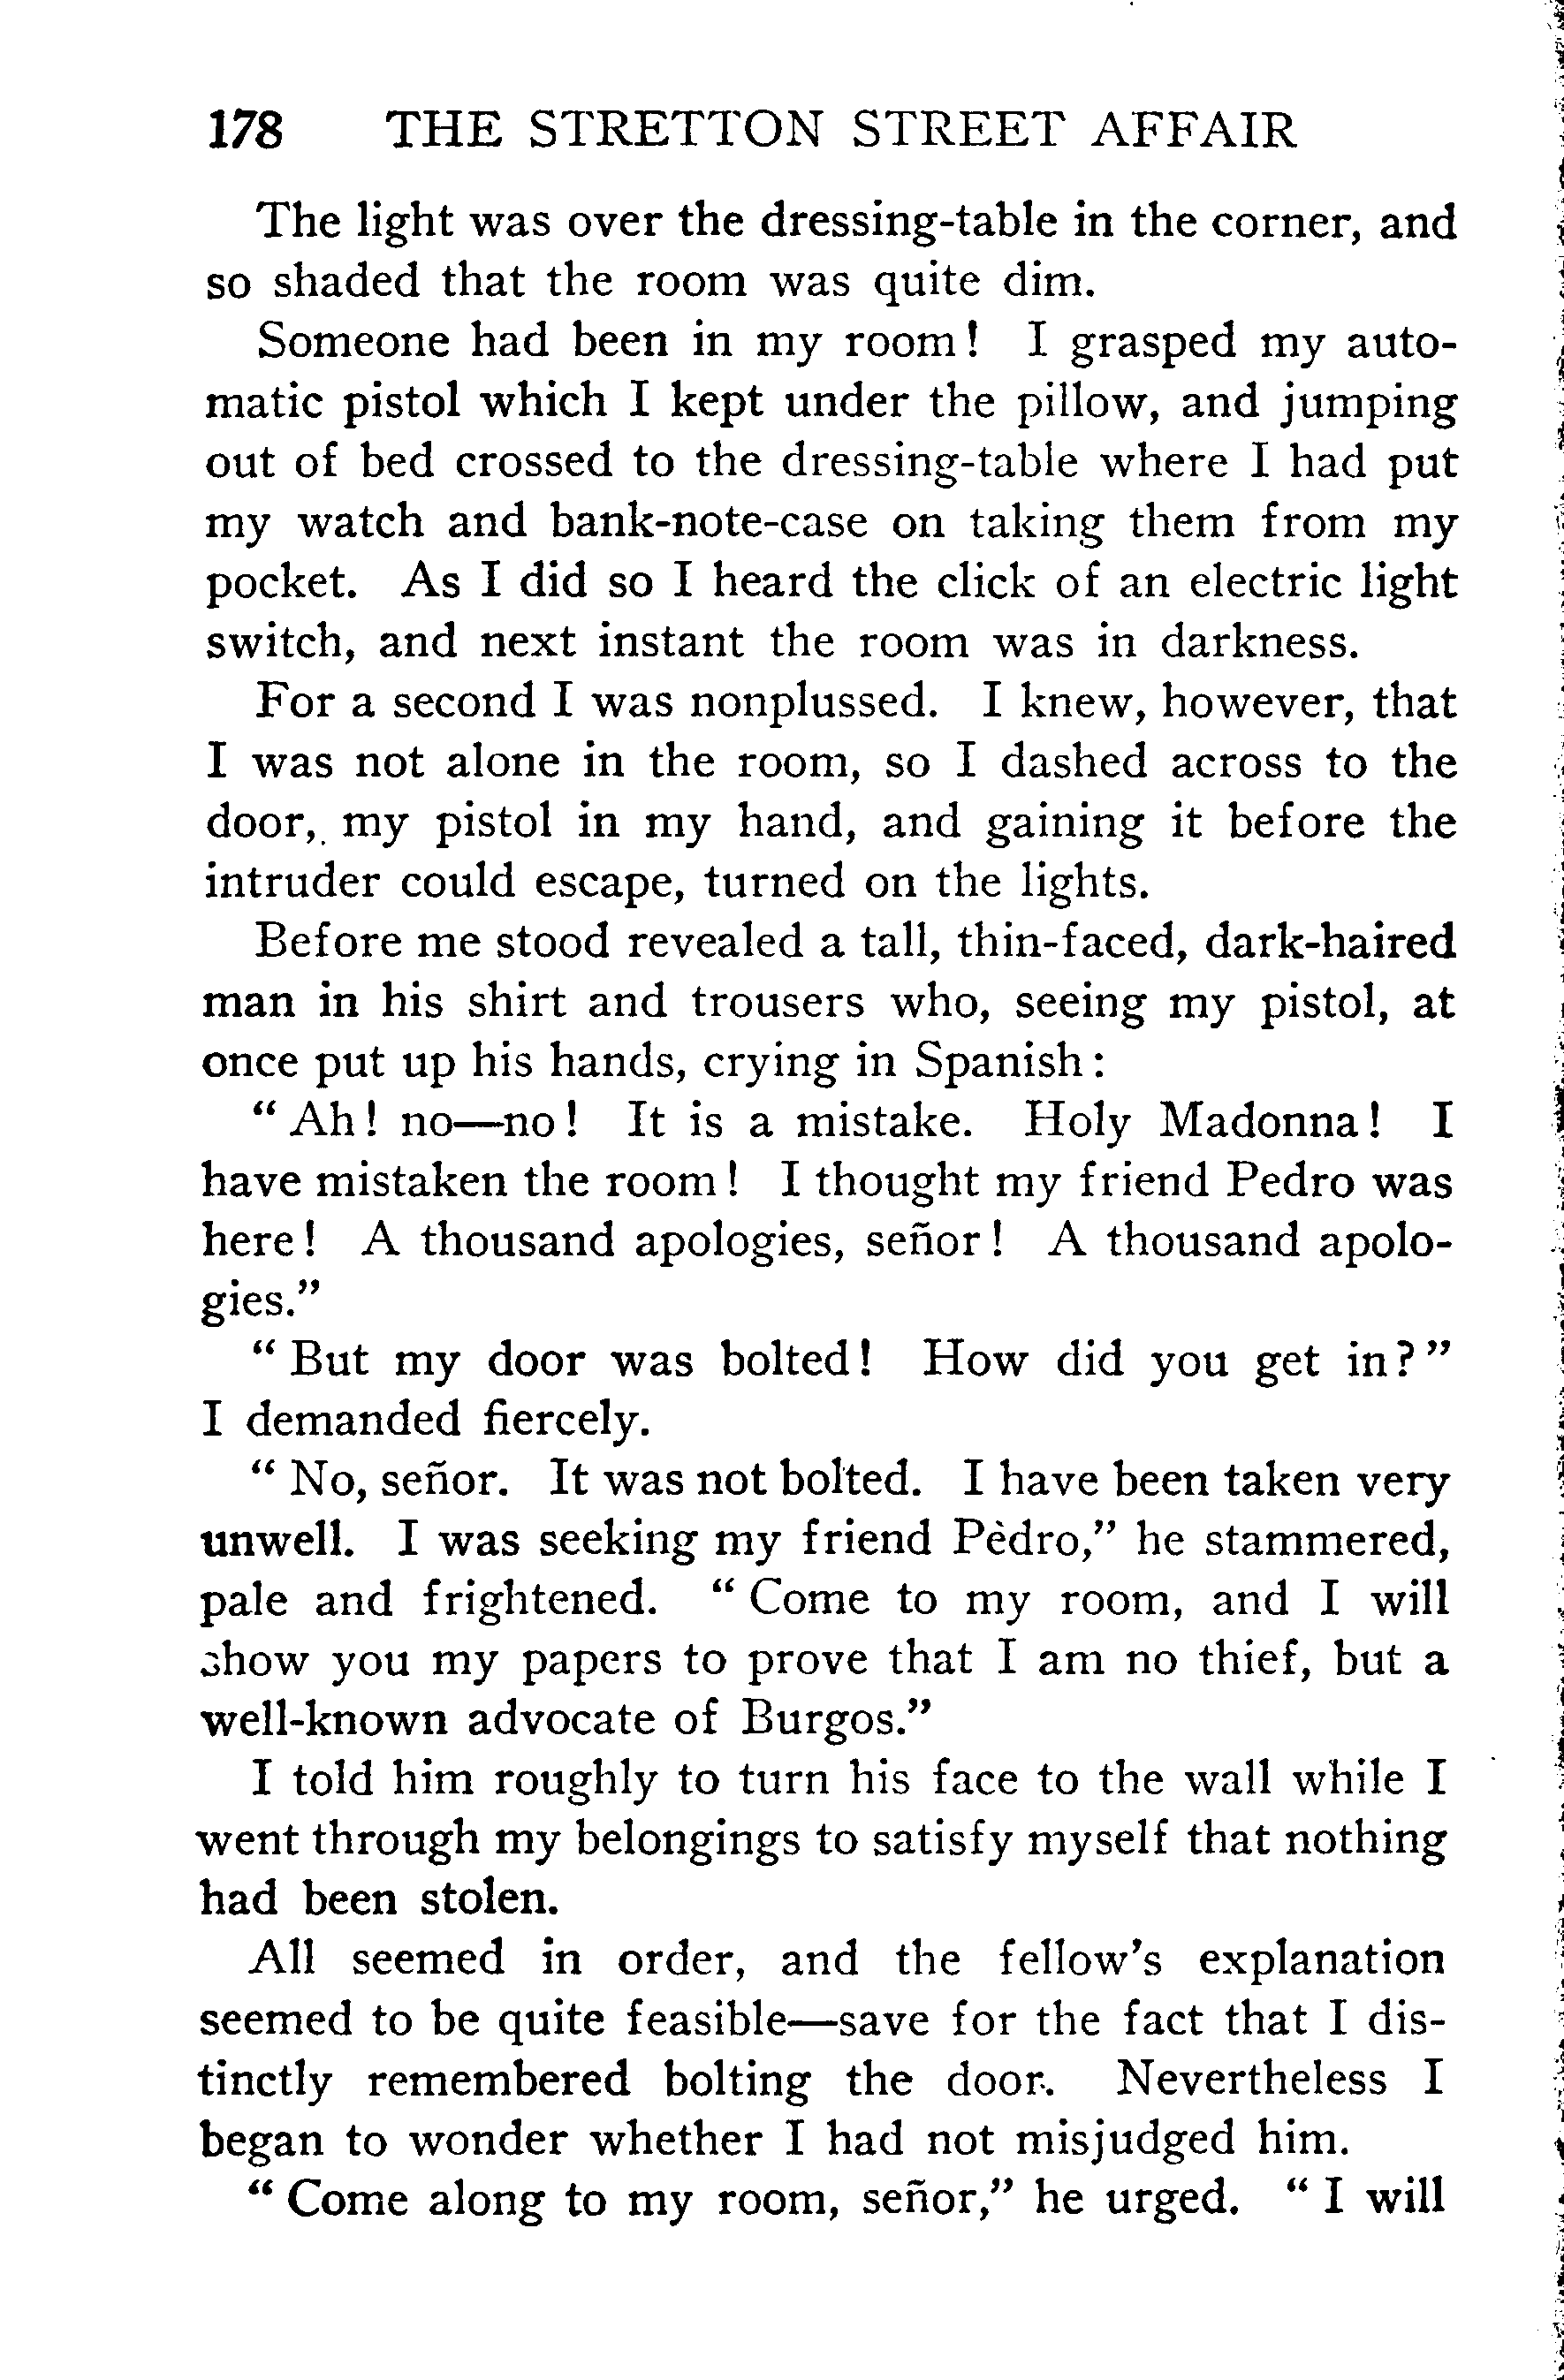 178 THE STRETTON STREET AFFAIR
The light was over the dressing-table in the corner, and
so shaded that the room was quite dim.
Someone had been in my room! I grasped my auto-
matic pistol which I kept under the pillow, and jumping
out of bed crossed to the dressing-table where I had put
my watch and bank-note-case on taking them from my
pocket. As I did so I heard the click of an electric light
switch, and next instant the room was in darkness.
For a second I was nonplussed. I knew, however, that
I was not alone in the room, so I dashed across to the
door, my pistol in my hand, and gaining it before the
intruder could escape, turned on the lights.
Before me stood revealed a tall, thin-faced, dark-haired
man in his shirt and trousers who, seeing my pistol, at
once put up his hands, crying in Spanish:
“Ah! no—no! It is a mistake. Holy Madonna! I
have mistaken the room! I thought my friend Pedro was
here! A thousand apologies, señor! A thousand apolo-
gies.”
“But my door was bolted! How did you get in?”
I demanded fiercely.
“No, señor. It was not bolted. I have been taken very
unwell. I was seeking my friend Pèdro,” he stammered,
pale and frightened. “Come to my room, and I will
show you my papers to prove that I am no thief, but a
well-known advocate of Burgos.”
I told him roughly to turn his face to the wall while I
went through my belongings to satisfy myself that nothing
had been stolen.
All seemed in order, and the fellow’s explanation
seemed to be quite feasible—save for the fact that I dis-
tinctly remembered bolting the door. Nevertheless I
began to wonder whether I had not misjudged him.
“Come along to my room, señor,” he urged. “I will